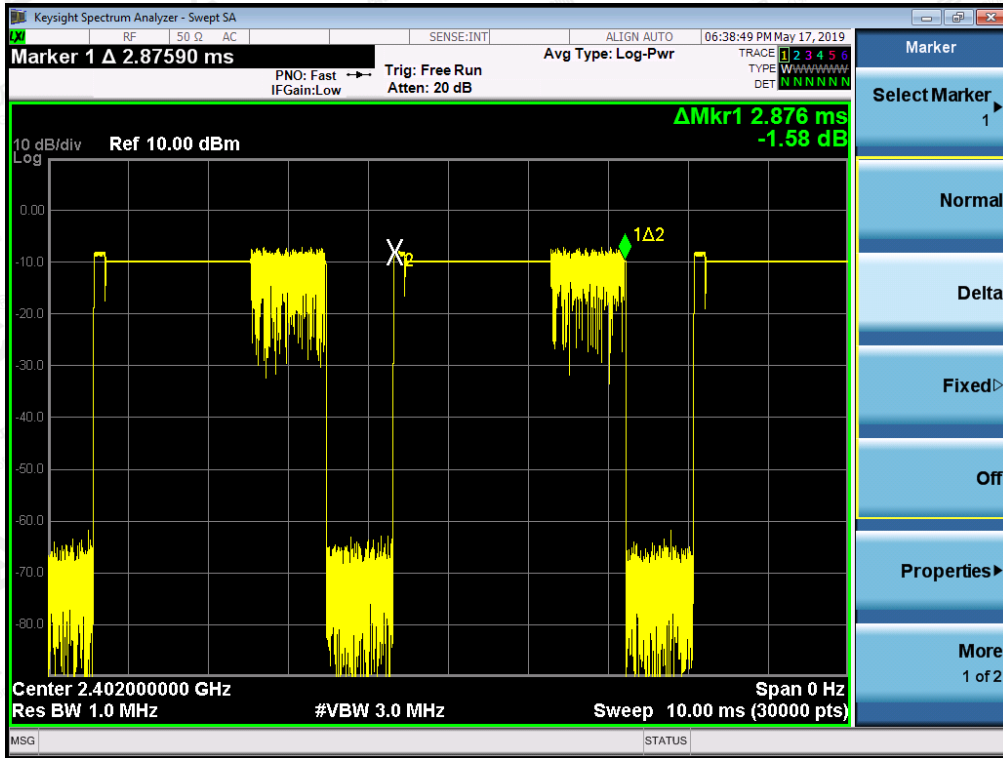 Keysight Spectrum Analyzer - Swept SA
LXI RF 50 Ω AC SENSE:INT ALIGN AUTO 06:38:49 PM May 17, 2019
Marker 1 Δ 2.87590 ms
PNO: Fast
IFGain:Low
Trig: Free Run
Atten: 20 dB
Avg Type: Log-Pwr
TRACE 1 2 3 4 5 6
TYPE WWWWWW
DET N N N N N N
ΔMkr1 2.876 ms
-1.58 dB
10 dB/div Ref 10.00 dBm
Log
0.00
-10.0
-20.0
-30.0
-40.0
-50.0
-60.0
-70.0
-80.0
X2
1Δ2
Center 2.402000000 GHz Span 0 Hz
Res BW 1.0 MHz #VBW 3.0 MHz Sweep 10.00 ms (30000 pts)
MSG STATUS
Marker
Select Marker
1
Normal
Delta
Fixed
Off
Properties
More
1 of 2